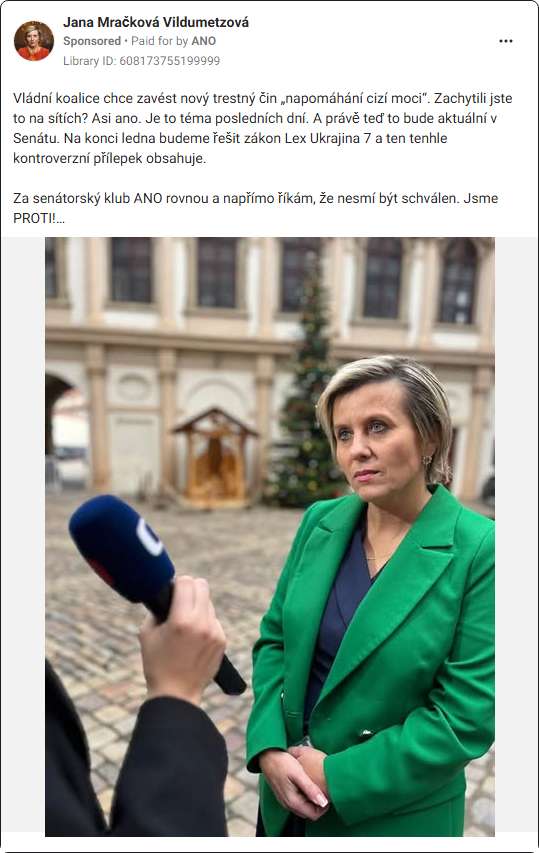 Jana Mračková Vildumetzová
Sponsored • Paid for by ANO
Library ID: 608173755199999
Vládní koalice chce zavést nový trestný čin „napomáhání cizí moci“. Zachytili jste
to na sítích? Asi ano. Je to téma posledních dní. A právě teď to bude aktuální v
Senátu. Na konci ledna budeme řešit zákon Lex Ukrajina 7 a ten tenhle
kontroverzní přílepek obsahuje.
Za senátorský klub ANO rovnou a napřímo říkám, že nesmí být schválen. Jsme
PROTI!…